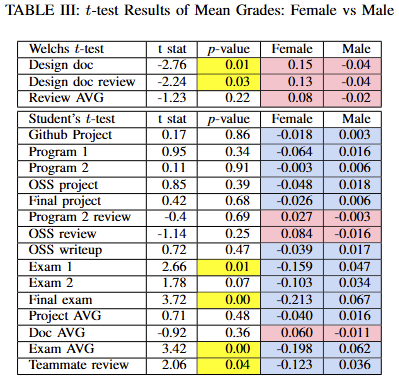 TABLE III: t-test Results of Mean Grades: Female vs Male
Welchs t-test t stat p-value Female Male
Design doc -2.76 0.01 0.15 -0.04
Design doc review -2.24 0.03 0.13 -0.04
Review AVG -1.23 0.22 0.08 -0.02
Student's t-test t stat p-value Female Male
Github Project 0.17 0.86 -0.018 0.003
Program 1 0.95 0.34 -0.064 0.016
Program 2 0.11 0.91 -0.003 0.006
OSS project 0.85 0.39 -0.048 0.018
Final project 0.42 0.68 -0.026 0.006
Program 2 review -0.4 0.69 0.027 -0.003
OSS review -1.14 0.25 0.084 -0.016
OSS writeup 0.72 0.47 -0.039 0.017
Exam 1 2.66 0.01 -0.159 0.047
Exam 2 1.78 0.07 -0.103 0.034
Final exam 3.72 0.00 -0.213 0.067
Project AVG 0.71 0.48 -0.040 0.016
Doc AVG -0.92 0.36 0.060 -0.011
Exam AVG 3.42 0.00 -0.198 0.062
Teammate review 2.06 0.04 -0.123 0.036